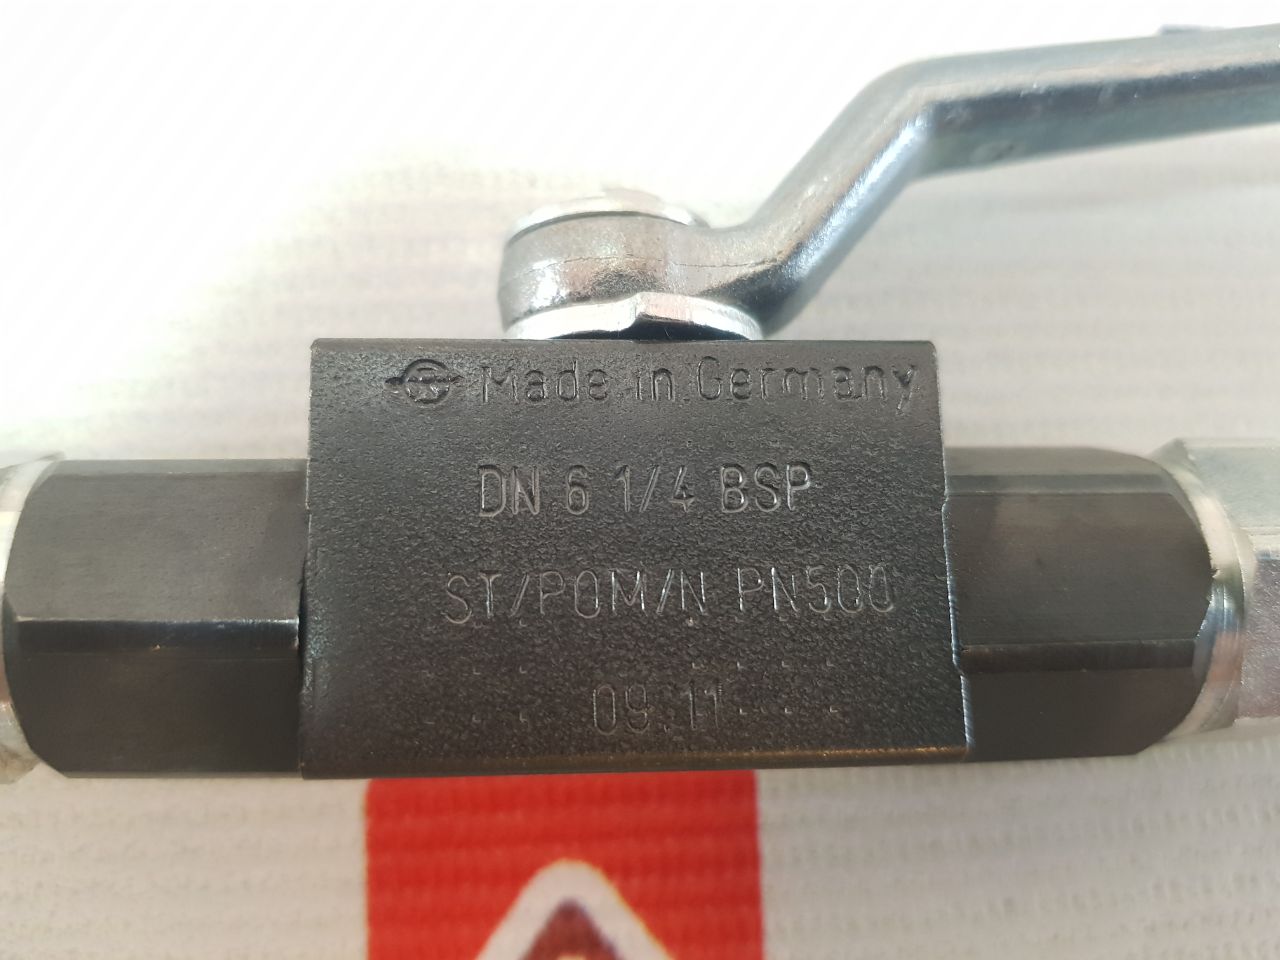 Made in Germany
DN 6 1/4 BSP
ST/POM/N PN500
09.11